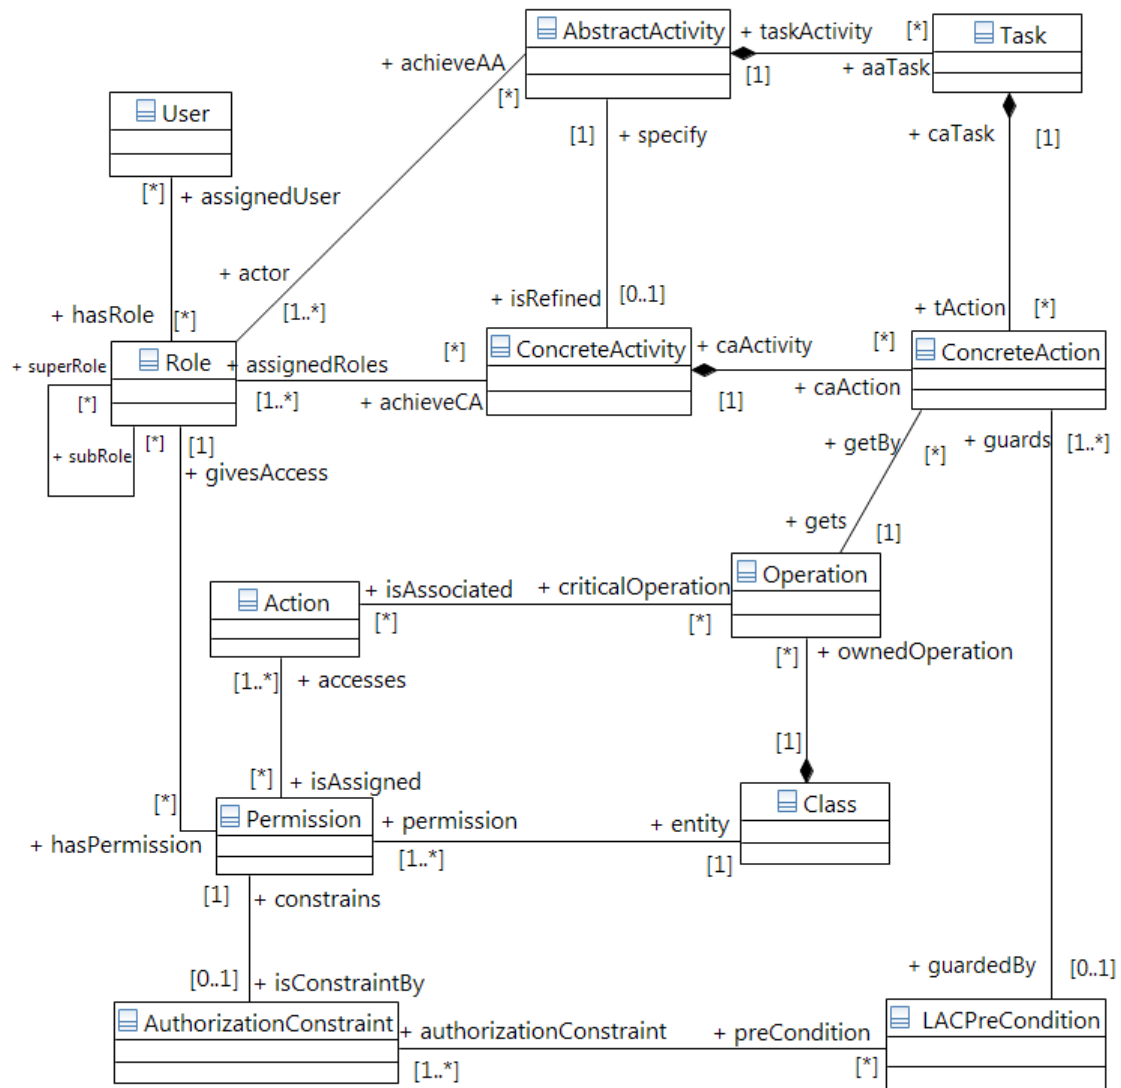 AbstractActivity
+ taskActivity
[*]
Task
+ achieveAA
[1]
+ aaTask
[*]
User
[1]
+ specify
+ caTask
[1]
[*]
+ assignedUser
+ actor
+ isRefined
[0..1]
+ hasRole
[*]
[1..*]
+ tAction
[*]
+ superRole
Role
+ assignedRoles
[*]
ConcreteActivity
+ caActivity
[*]
ConcreteAction
[*]
[1..*]
+ achieveCA
[1]
+ caAction
+ subRole
[*]
[1]
+ givesAccess
+ getBy
[*]
+ guards
[1..*]
+ gets
[1]
Action
+ isAssociated
+ criticalOperation
Operation
[*]
[*]
[1..*]
+ accesses
[*]
+ ownedOperation
[1]
[*]
+ isAssigned
[*]
Class
Permission
+ permission
+ entity
+ hasPermission
[1..*]
[1]
[1]
+ constrains
[0..1]
+ isConstraintBy
+ guardedBy
[0..1]
AuthorizationConstraint
+ authorizationConstraint
+ preCondition
LACPreCondition
[1..*]
[*]